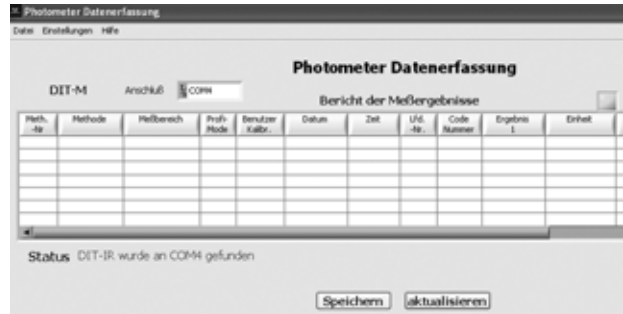 Photometer Datenerfassung
Datei Einstellungen Hilfe
Photometer Datenerfassung
DIT-M Anschluß COM4
Bericht der Meßergebnisse
Meth. -Nr Methode Meßbereich Profi- Mode Benutzer Kalibr. Datum Zeit Lfd. -Nr. Code Nummer Ergebnis 1 Einheit
Status DIT-IR wurde an COM4 gefunden
Speichern aktualisieren